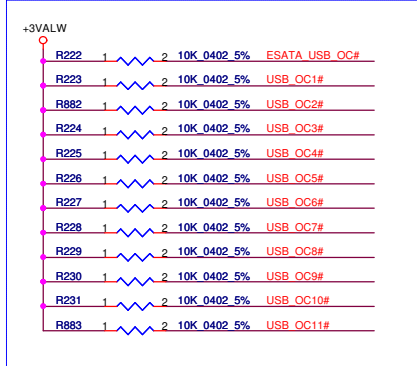 +3VALW
R222 1 2 10K_0402_5% ESATA_USB_OC#
R223 1 2 10K_0402_5% USB_OC1#
R882 1 2 10K_0402_5% USB_OC2#
R224 1 2 10K_0402_5% USB_OC3#
R225 1 2 10K_0402_5% USB_OC4#
R226 1 2 10K_0402_5% USB_OC5#
R227 1 2 10K_0402_5% USB_OC6#
R228 1 2 10K_0402_5% USB_OC7#
R229 1 2 10K_0402_5% USB_OC8#
R230 1 2 10K_0402_5% USB_OC9#
R231 1 2 10K_0402_5% USB_OC10#
R883 1 2 10K_0402_5% USB_OC11#